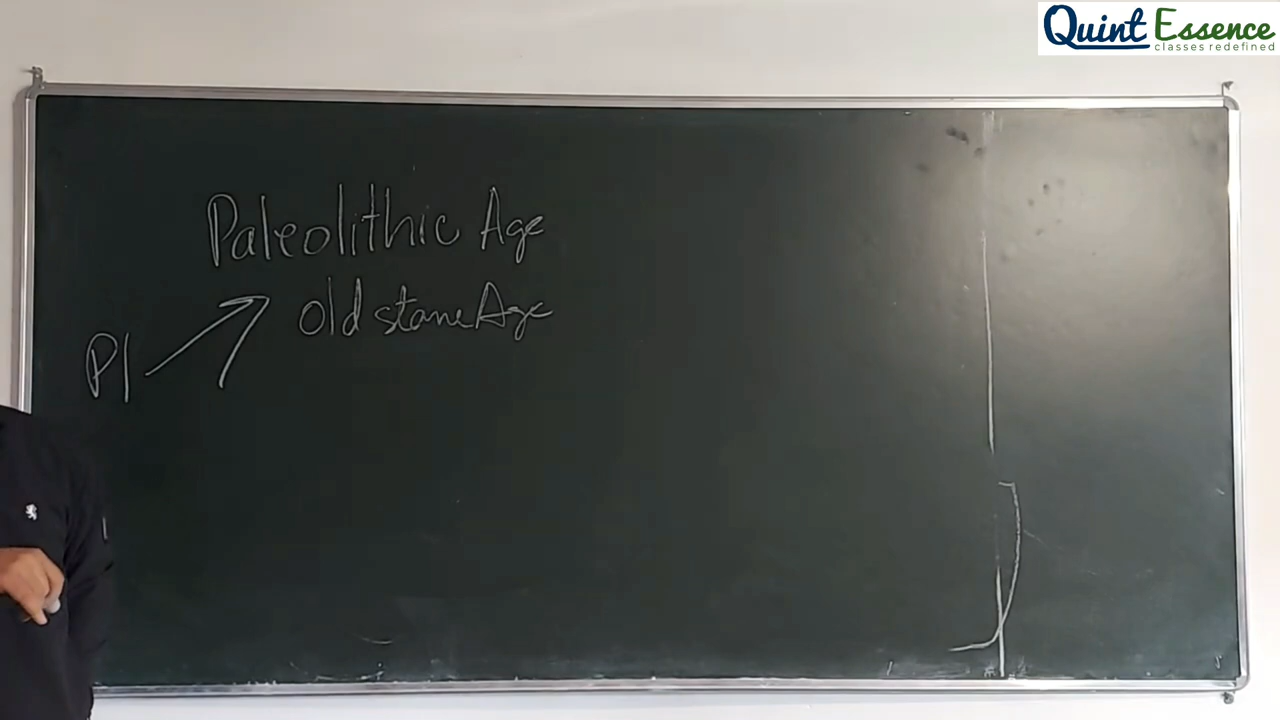 Quint Essence
classes redefined
Paleolithic Age
old stone Age
Pl